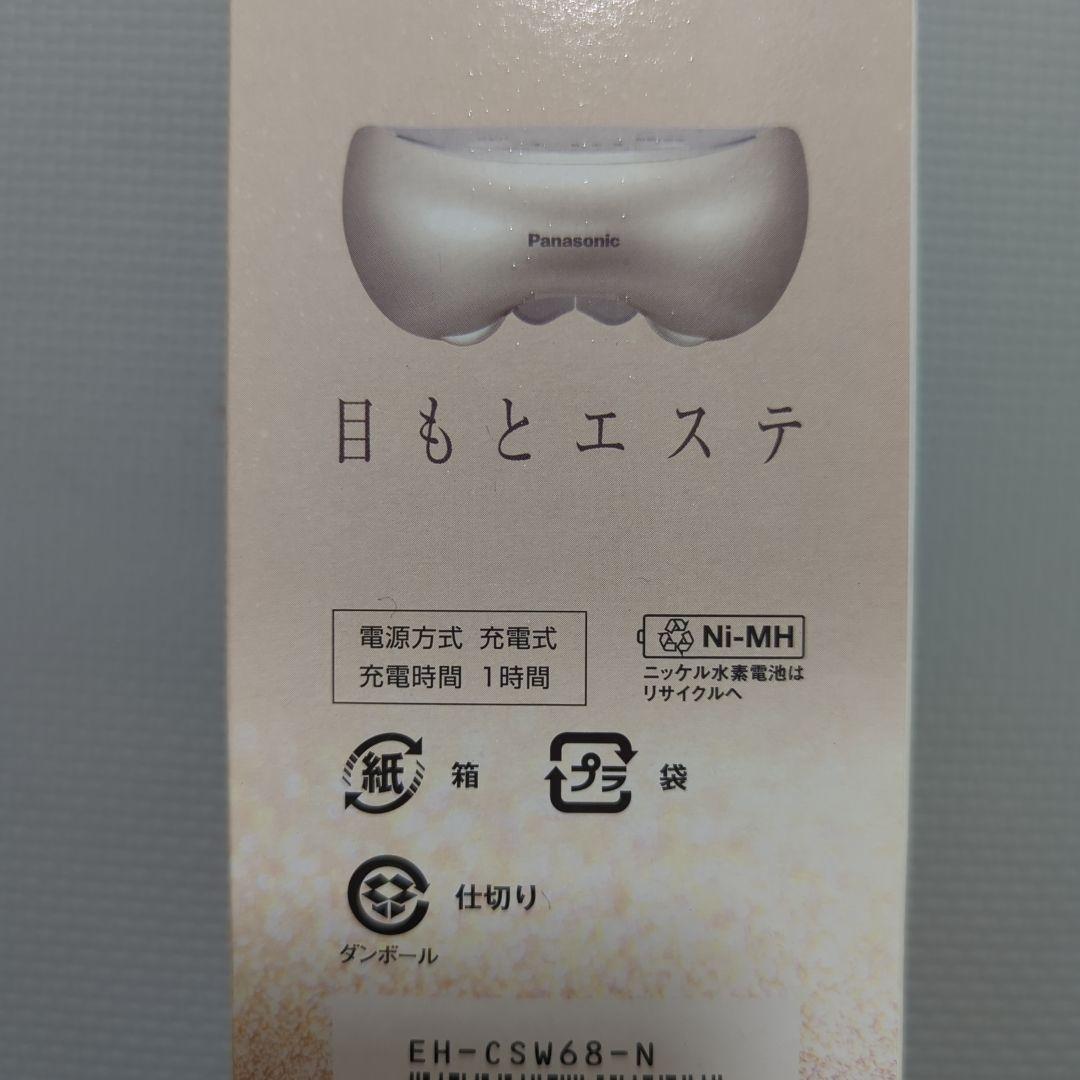 Panasonic
目もとエステ
電源方式 充電式
充電時間 1時間
Ni-MH
ニッケル水素電池は
リサイクルへ
紙 箱
プラ 袋
仕切り
ダンボール
EH-CSW68-N